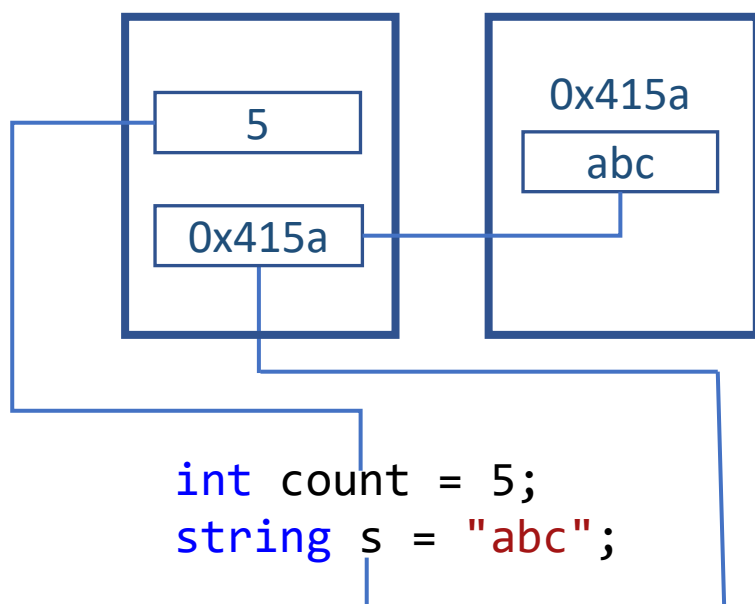 5
0x415a
0x415a
abc
int count = 5;
string s = "abc";